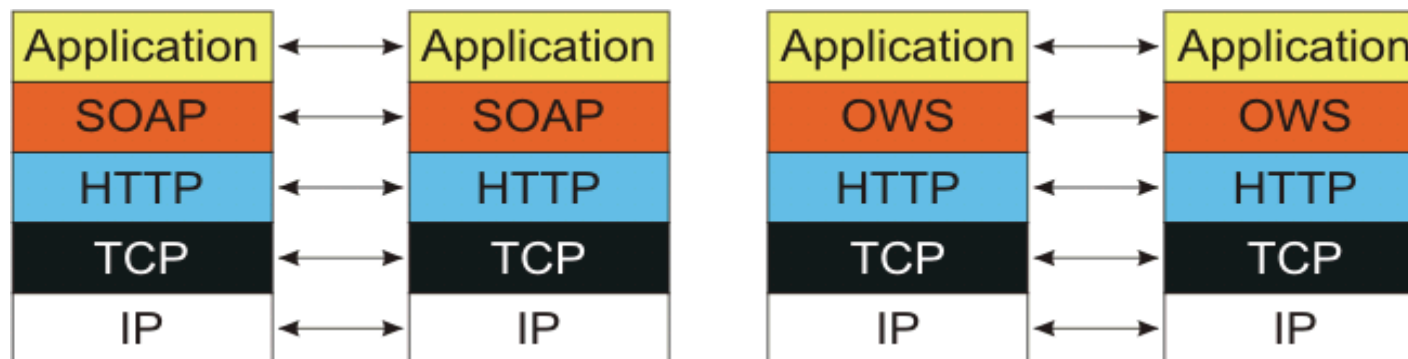 Application Application Application Application
SOAP SOAP OWS OWS
HTTP HTTP HTTP HTTP
TCP TCP TCP TCP
IP IP IP IP